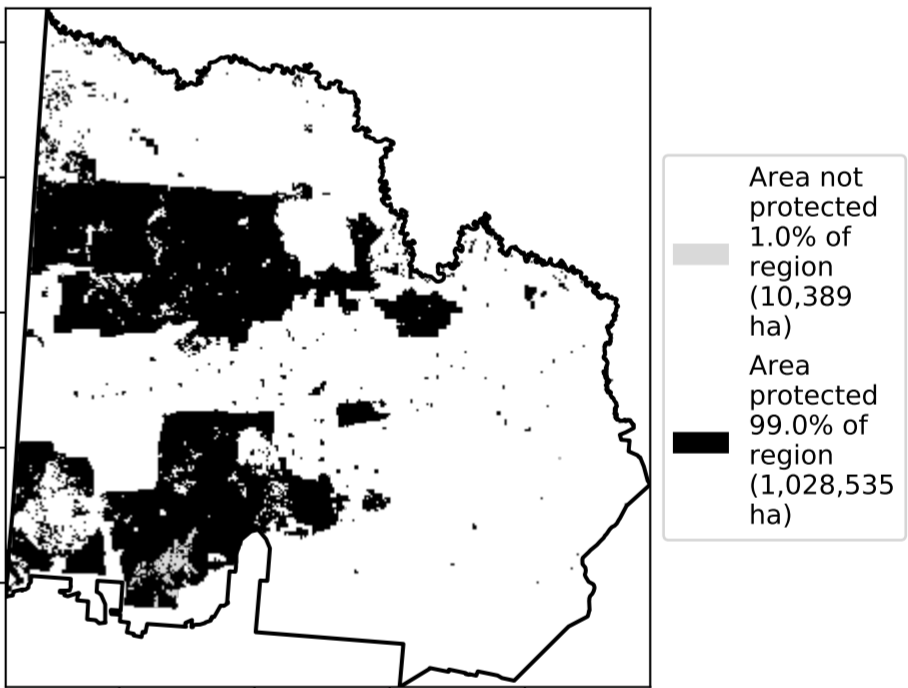 Area not
protected
1.0% of
region
(10,389
ha)
Area
protected
99.0% of
region
(1,028,535
ha)